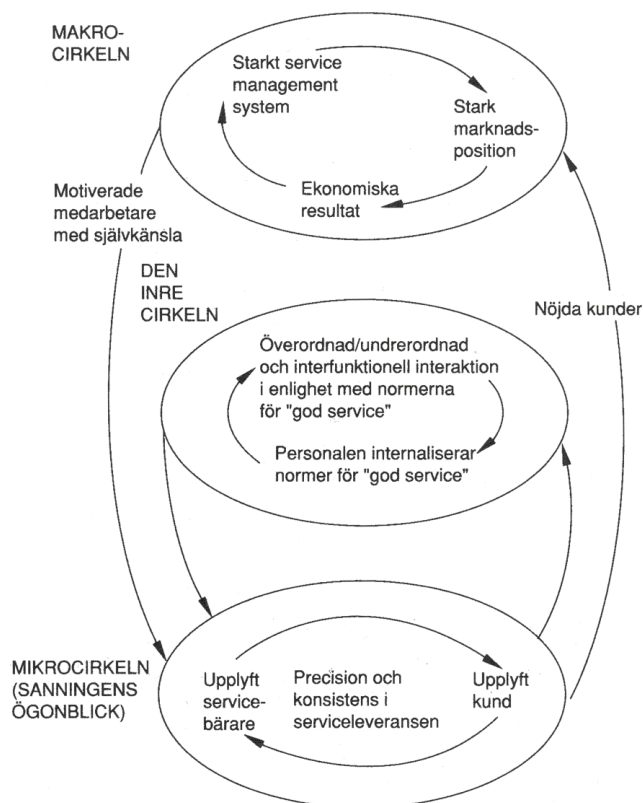 MAKRO-
CIRKELN
Starkt service
management
system
Stark
marknads-
position
Ekonomiska
resultat
Motiverade
medarbetare
med självkänsla
DEN
INRE
CIRKELN
Nöjda kunder
Överordnad/undrerordnad
och interfunktionell interaktion
i enlighet med normerna
för "god service"
Personalen internaliserar
normer för "god service"
MIKROCIRKELN
(SANNINGENS
ÖGONBLICK)
Upplyft
service-
bärare
Precision och
konsistens i
serviceleveransen
Upplyft
kund